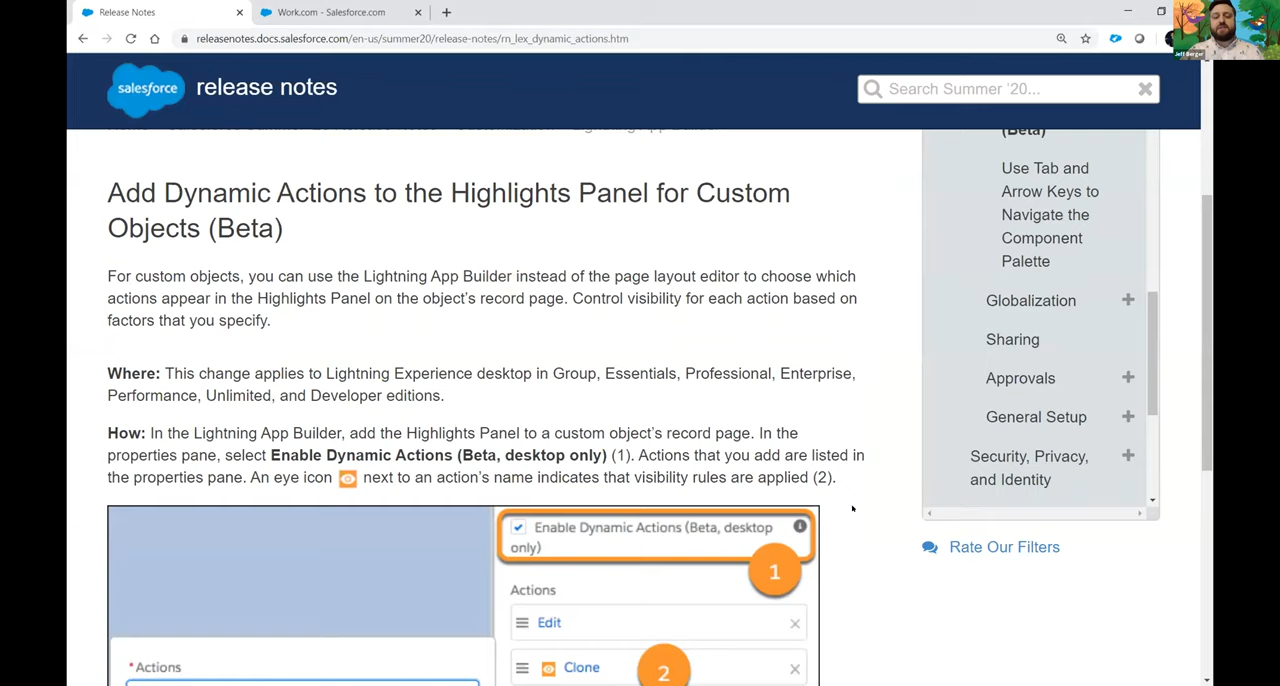 Release Notes
Work.com - Salesforce.com
releasenotes.docs.salesforce.com/en-us/summer20/release-notes/rn_lex_dynamic_actions.htm
Jeff Berger
salesforce
release notes
Search Summer '20...
Add Dynamic Actions to the Highlights Panel for Custom
Objects (Beta)
For custom objects, you can use the Lightning App Builder instead of the page layout editor to choose which
actions appear in the Highlights Panel on the object's record page. Control visibility for each action based on
factors that you specify.
Where: This change applies to Lightning Experience desktop in Group, Essentials, Professional, Enterprise,
Performance, Unlimited, and Developer editions.
How: In the Lightning App Builder, add the Highlights Panel to a custom object's record page. In the
properties pane, select Enable Dynamic Actions (Beta, desktop only) (1). Actions that you add are listed in
the properties pane. An eye icon next to an action's name indicates that visibility rules are applied (2).
Enable Dynamic Actions (Beta, desktop
only)
1
Actions
Edit
* Actions
Clone
2
(Beta)
Use Tab and
Arrow Keys to
Navigate the
Component
Palette
Globalization
Sharing
Approvals
General Setup
Security, Privacy,
and Identity
Rate Our Filters